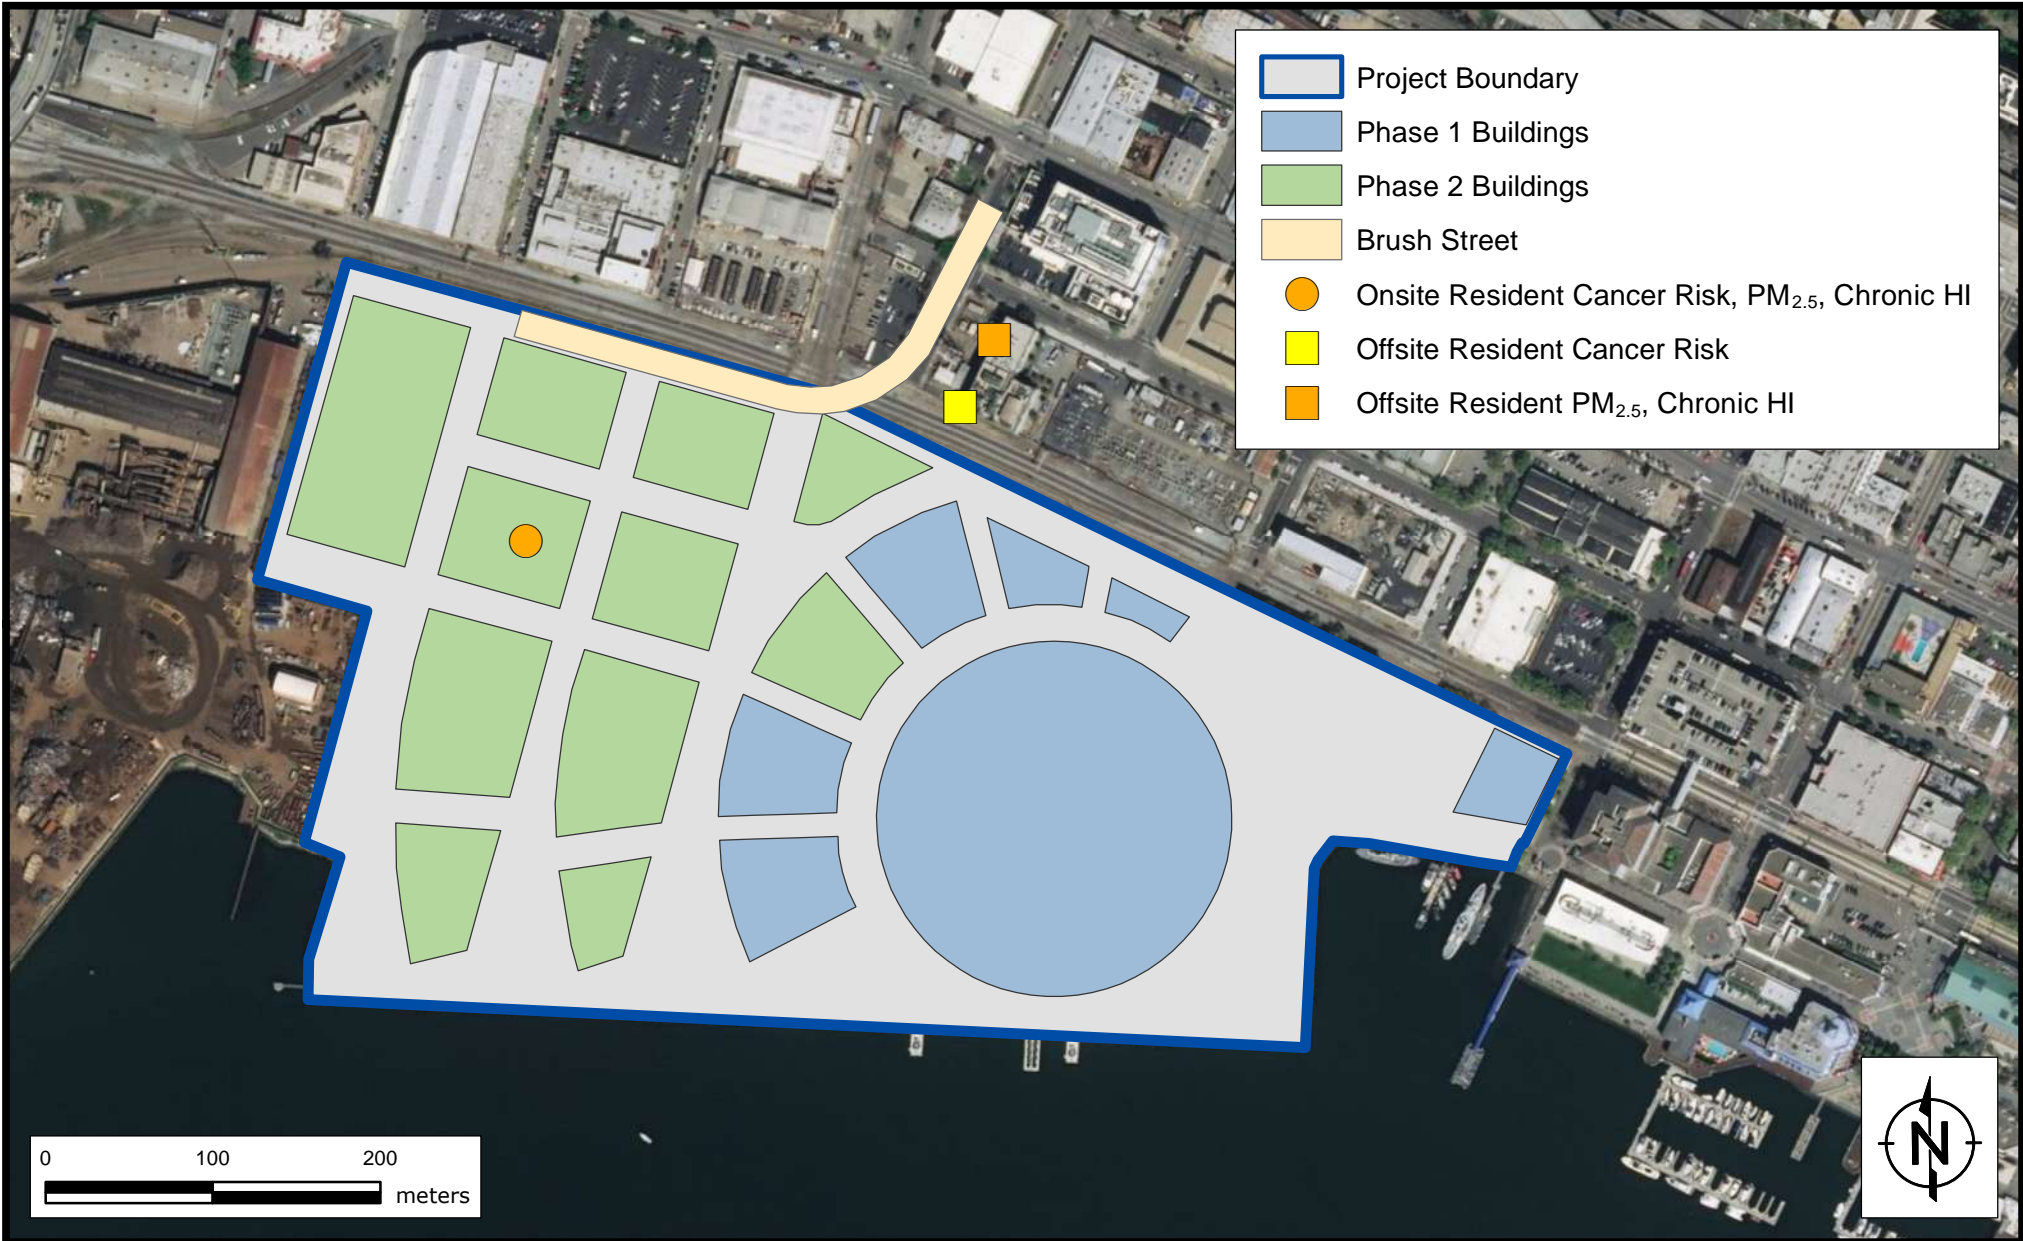 Project Boundary
Phase 1 Buildings
Phase 2 Buildings
Brush Street
Onsite Resident Cancer Risk, PM2.5, Chronic HI
Offsite Resident Cancer Risk
Offsite Resident PM2.5, Chronic HI
0 100 200
meters
N